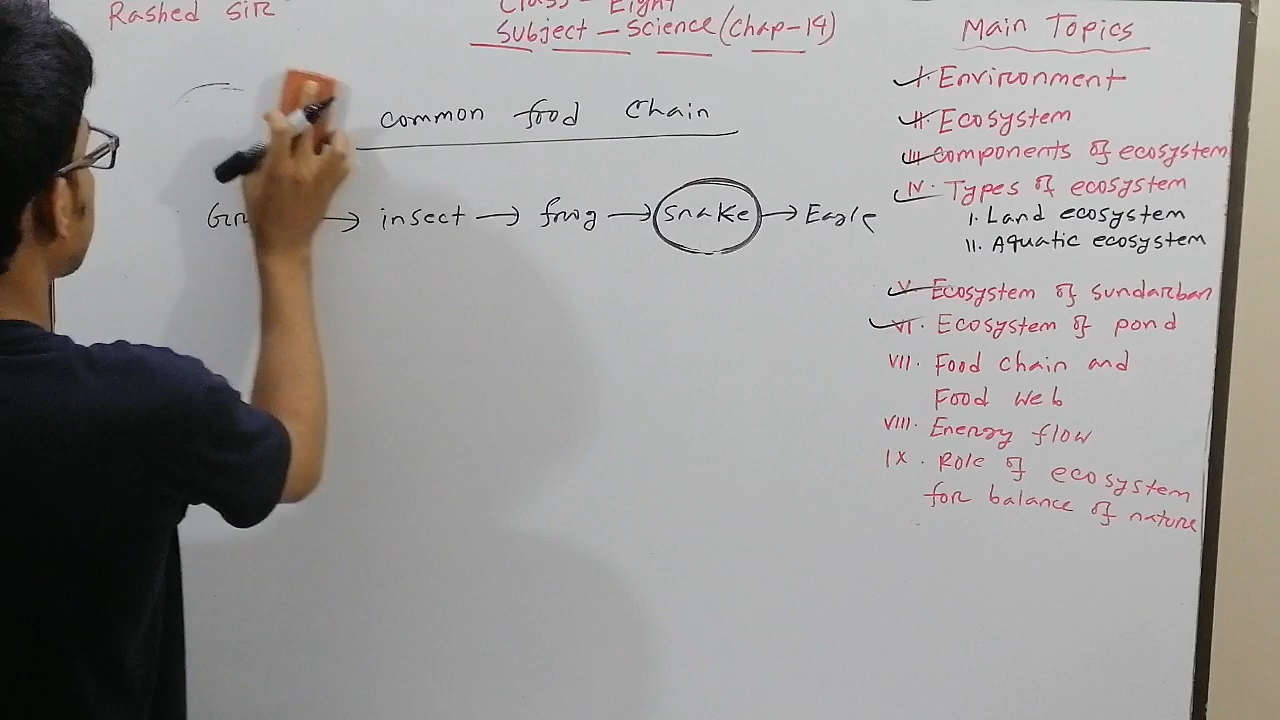 Rashed sir
Class - Eight
Subject - Science (Chap-14)
common food Chain
insect → frog → snake → Eagle
Main Topics
I. Environment
II. Ecosystem
III. components of ecosystem
IV. Types of ecosystem
I. Land ecosystem
II. Aquatic ecosystem
V. Ecosystem of sundarban
VI. Ecosystem of pond
VII. Food chain and
Food web
VIII. Energy flow
IX. Role of ecosystem
for balance of nature